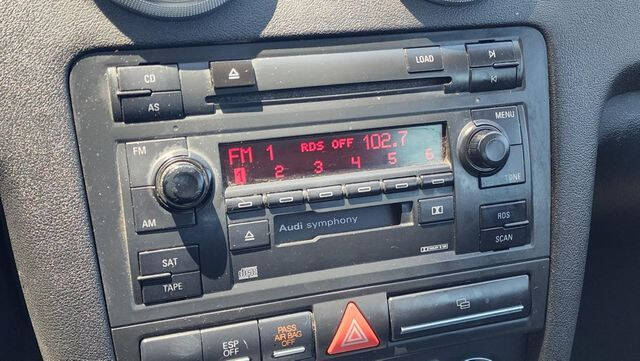 LOAD
CD
AS
FM
MENU
FM 1 RDS OFF 102.7
1 2 3 4 5 6
AM
TONE
Audi symphony
RDS
SCAN
SAT
TAPE
ESP
OFF
PASS
AIR BAG
OFF